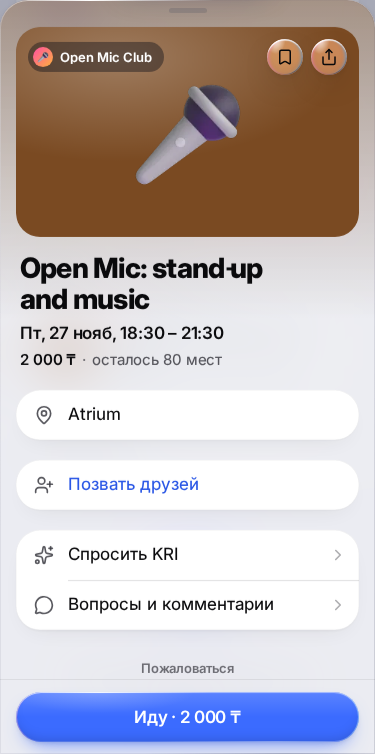 Open Mic Club
Open Mic: stand-up
and music
Пт, 27 нояб, 18:30 – 21:30
2 000 ₸ · осталось 80 мест
Atrium
Позвать друзей
Спросить KRI
Вопросы и комментарии
Пожаловаться
Иду · 2 000 ₸